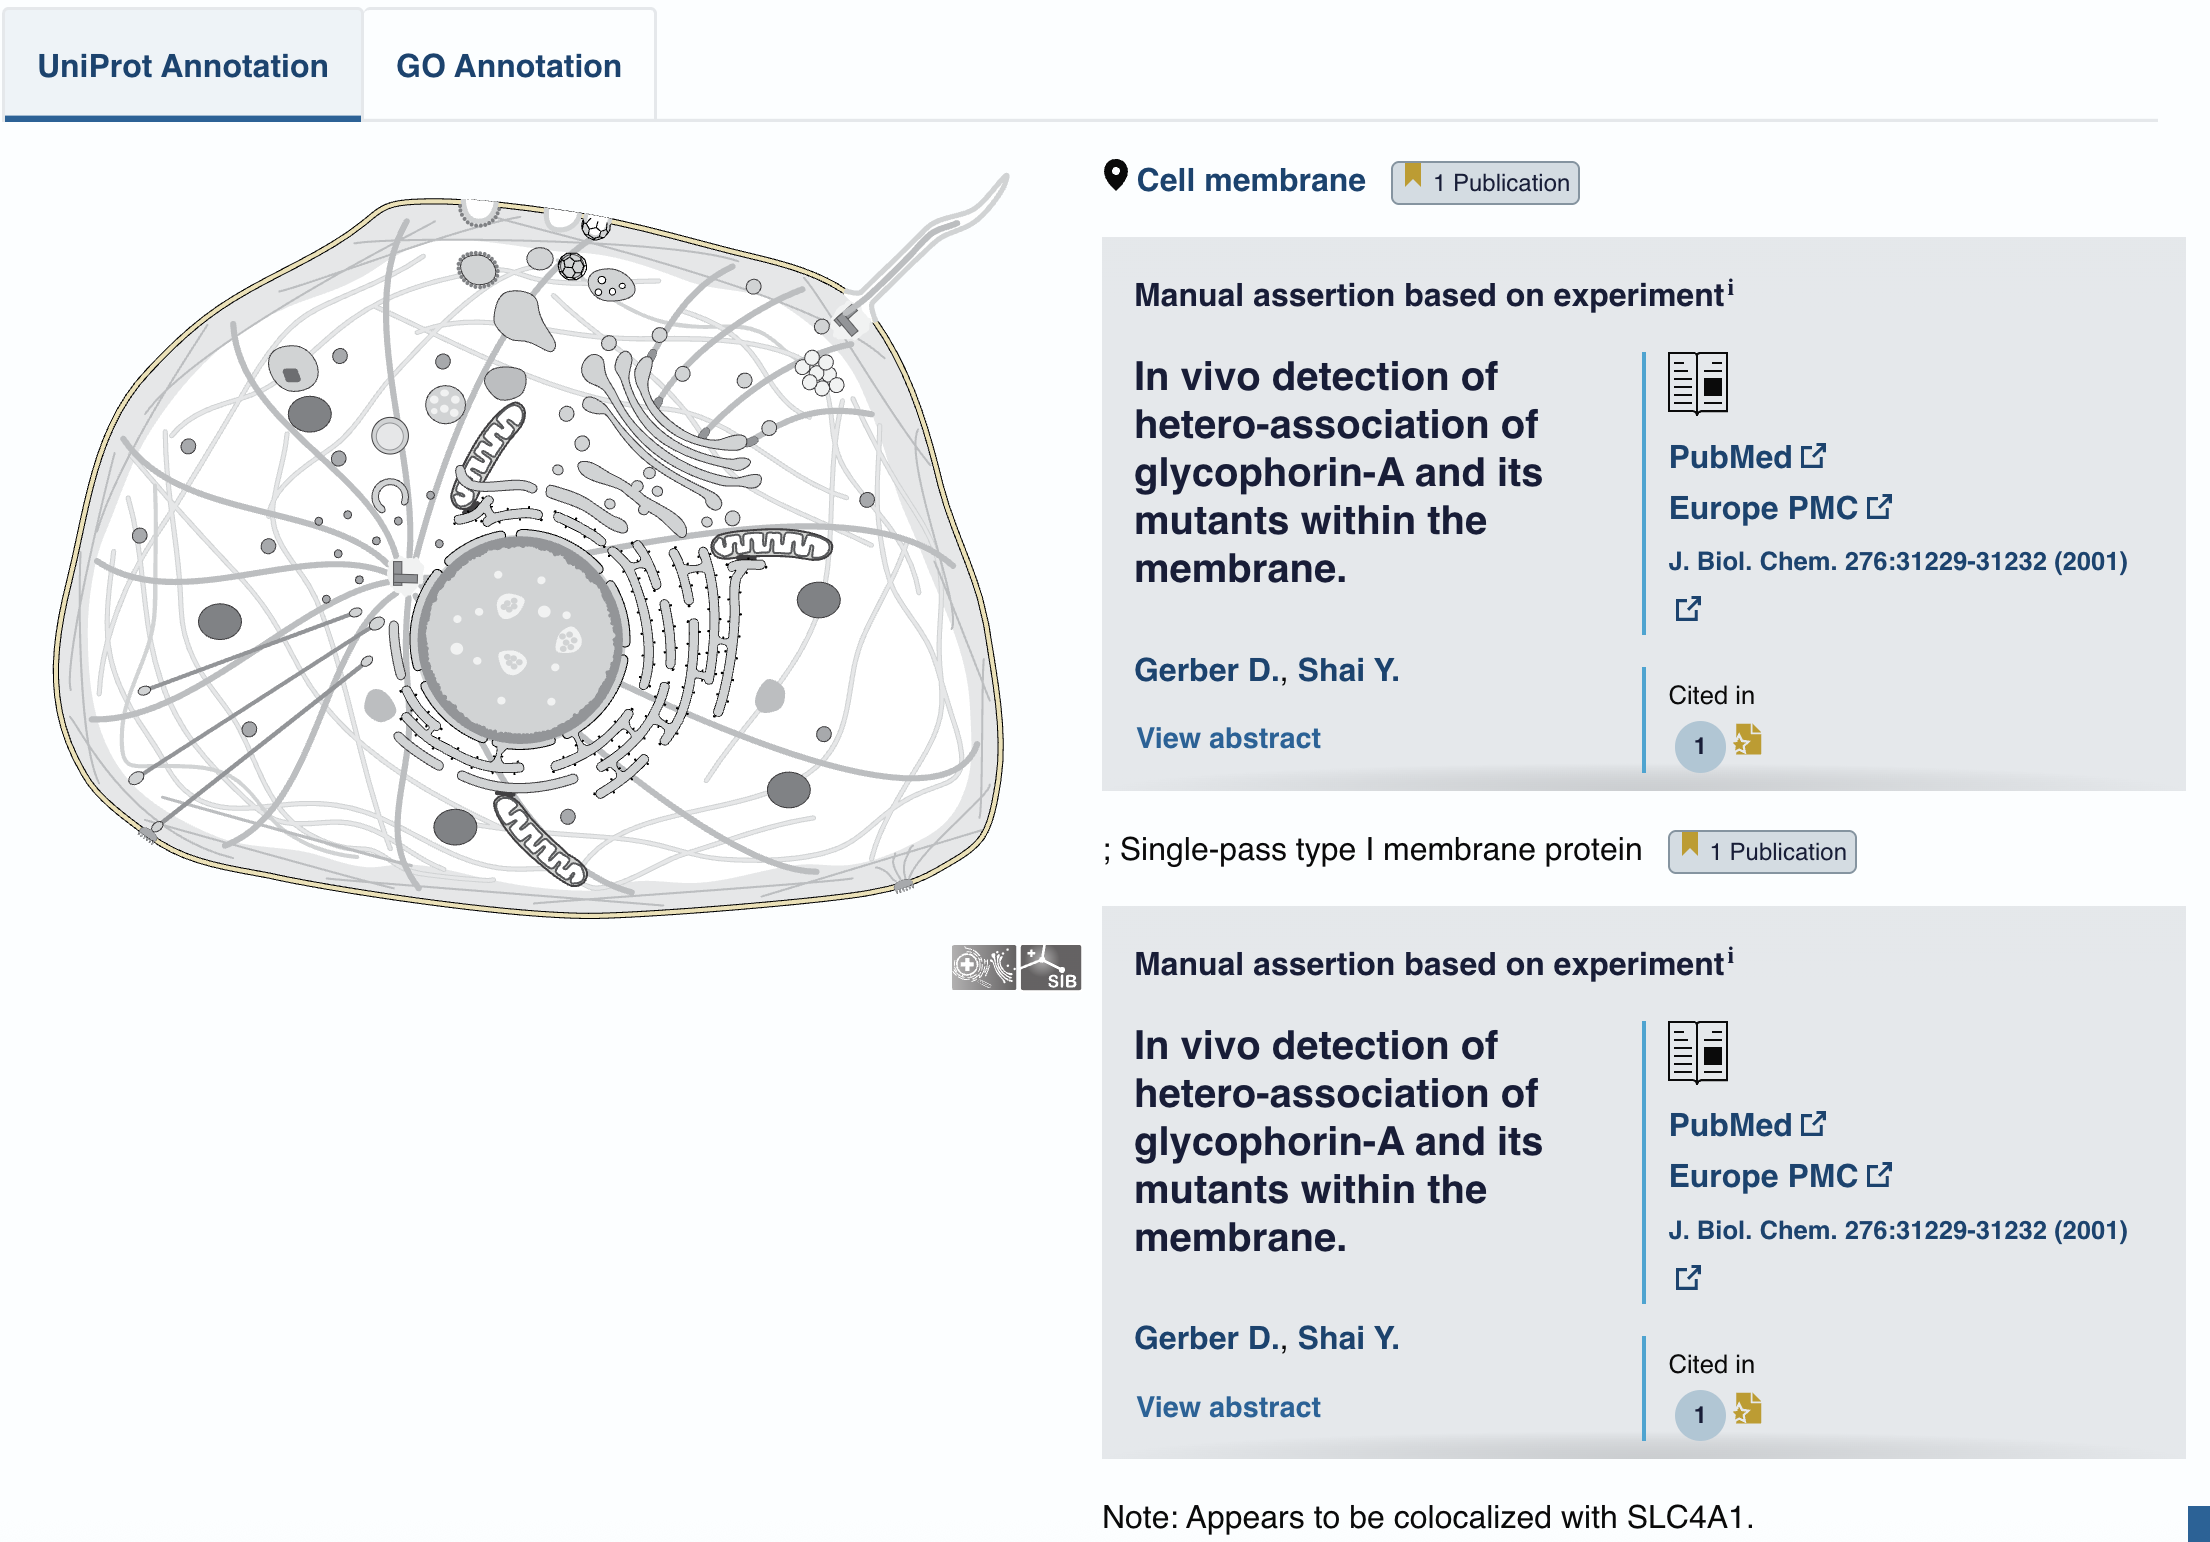 UniProt Annotation
GO Annotation
Cell membrane
1 Publication
Manual assertion based on experimentⁱ
In vivo detection of
hetero-association of
glycophorin-A and its
mutants within the
membrane.
Gerber D., Shai Y.
View abstract
PubMed
Europe PMC
J. Biol. Chem. 276:31229-31232 (2001)
Cited in
1
; Single-pass type I membrane protein
1 Publication
Manual assertion based on experimentⁱ
In vivo detection of
hetero-association of
glycophorin-A and its
mutants within the
membrane.
Gerber D., Shai Y.
View abstract
PubMed
Europe PMC
J. Biol. Chem. 276:31229-31232 (2001)
Cited in
1
Note: Appears to be colocalized with SLC4A1.
SIB